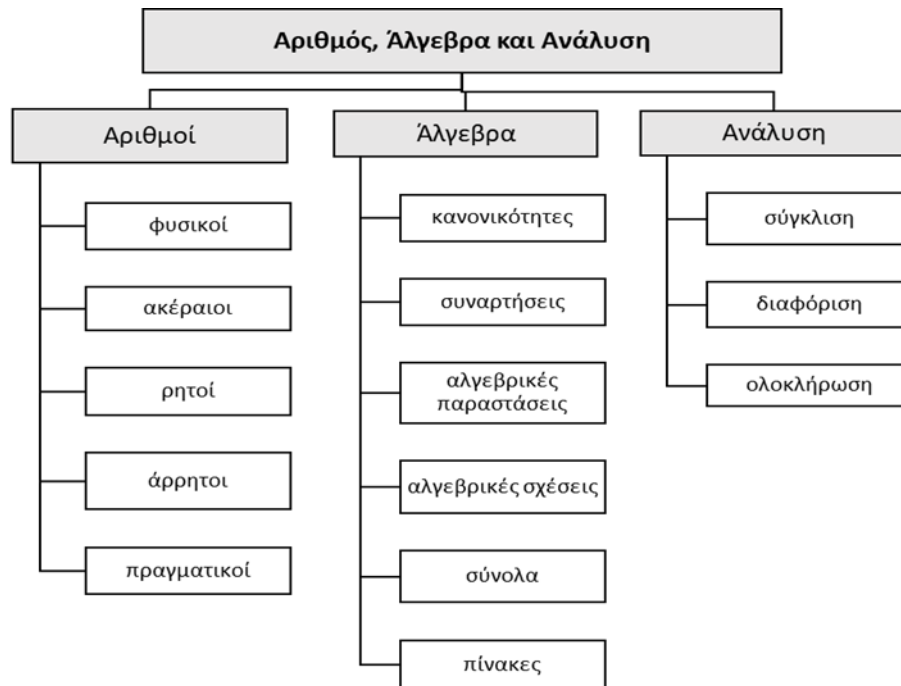 Αριθμός, Άλγεβρα και Ανάλυση
Αριθμοί
φυσικοί
ακέραιοι
ρητοί
άρρητοι
πραγματικοί
Άλγεβρα
κανονικότητες
συναρτήσεις
αλγεβρικές
παραστάσεις
αλγεβρικές σχέσεις
σύνολα
πίνακες
Ανάλυση
σύγκλιση
διαφόριση
ολοκλήρωση